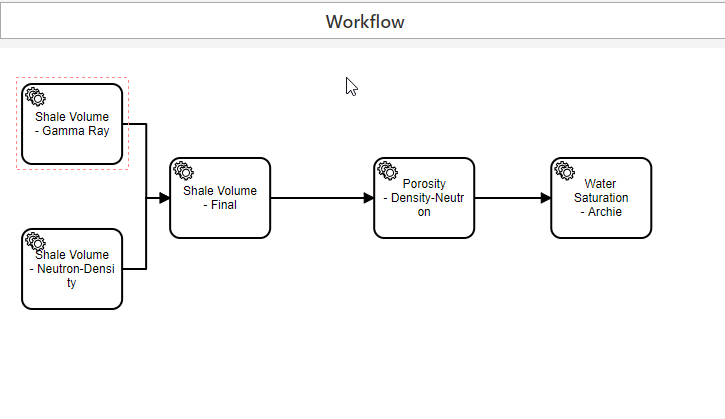 Workflow
Shale Volume
- Gamma Ray
Shale Volume
- Final
Porosity
- Density-Neutr
on
Water
Saturation
- Archie
Shale Volume
- Neutron-Densi
ty